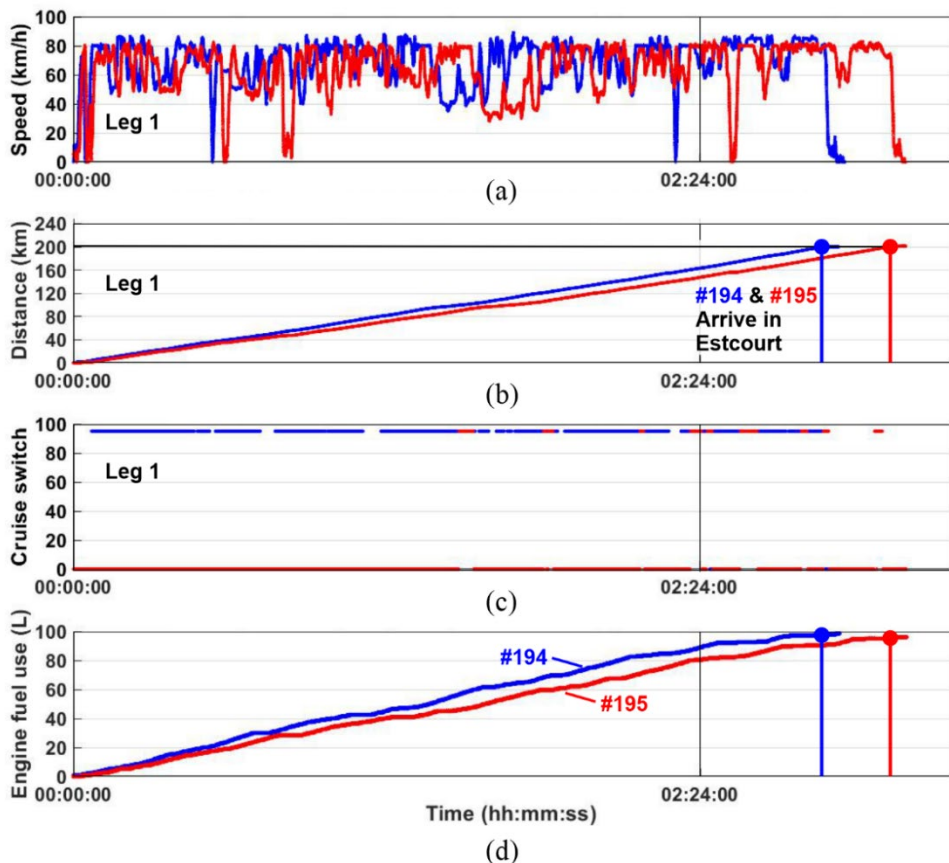 100
80
60
40
20
0
Speed (km/h)
Leg 1
00:00:00
02:24:00
(a)
240
200
160
120
80
40
0
Distance (km)
Leg 1
#194 & #195
Arrive in
Estcourt
00:00:00
02:24:00
(b)
100
80
60
40
20
0
Cruise switch
Leg 1
00:00:00
02:24:00
(c)
100
80
60
40
20
0
Engine fuel use (L)
#194
#195
00:00:00
02:24:00
Time (hh:mm:ss)
(d)